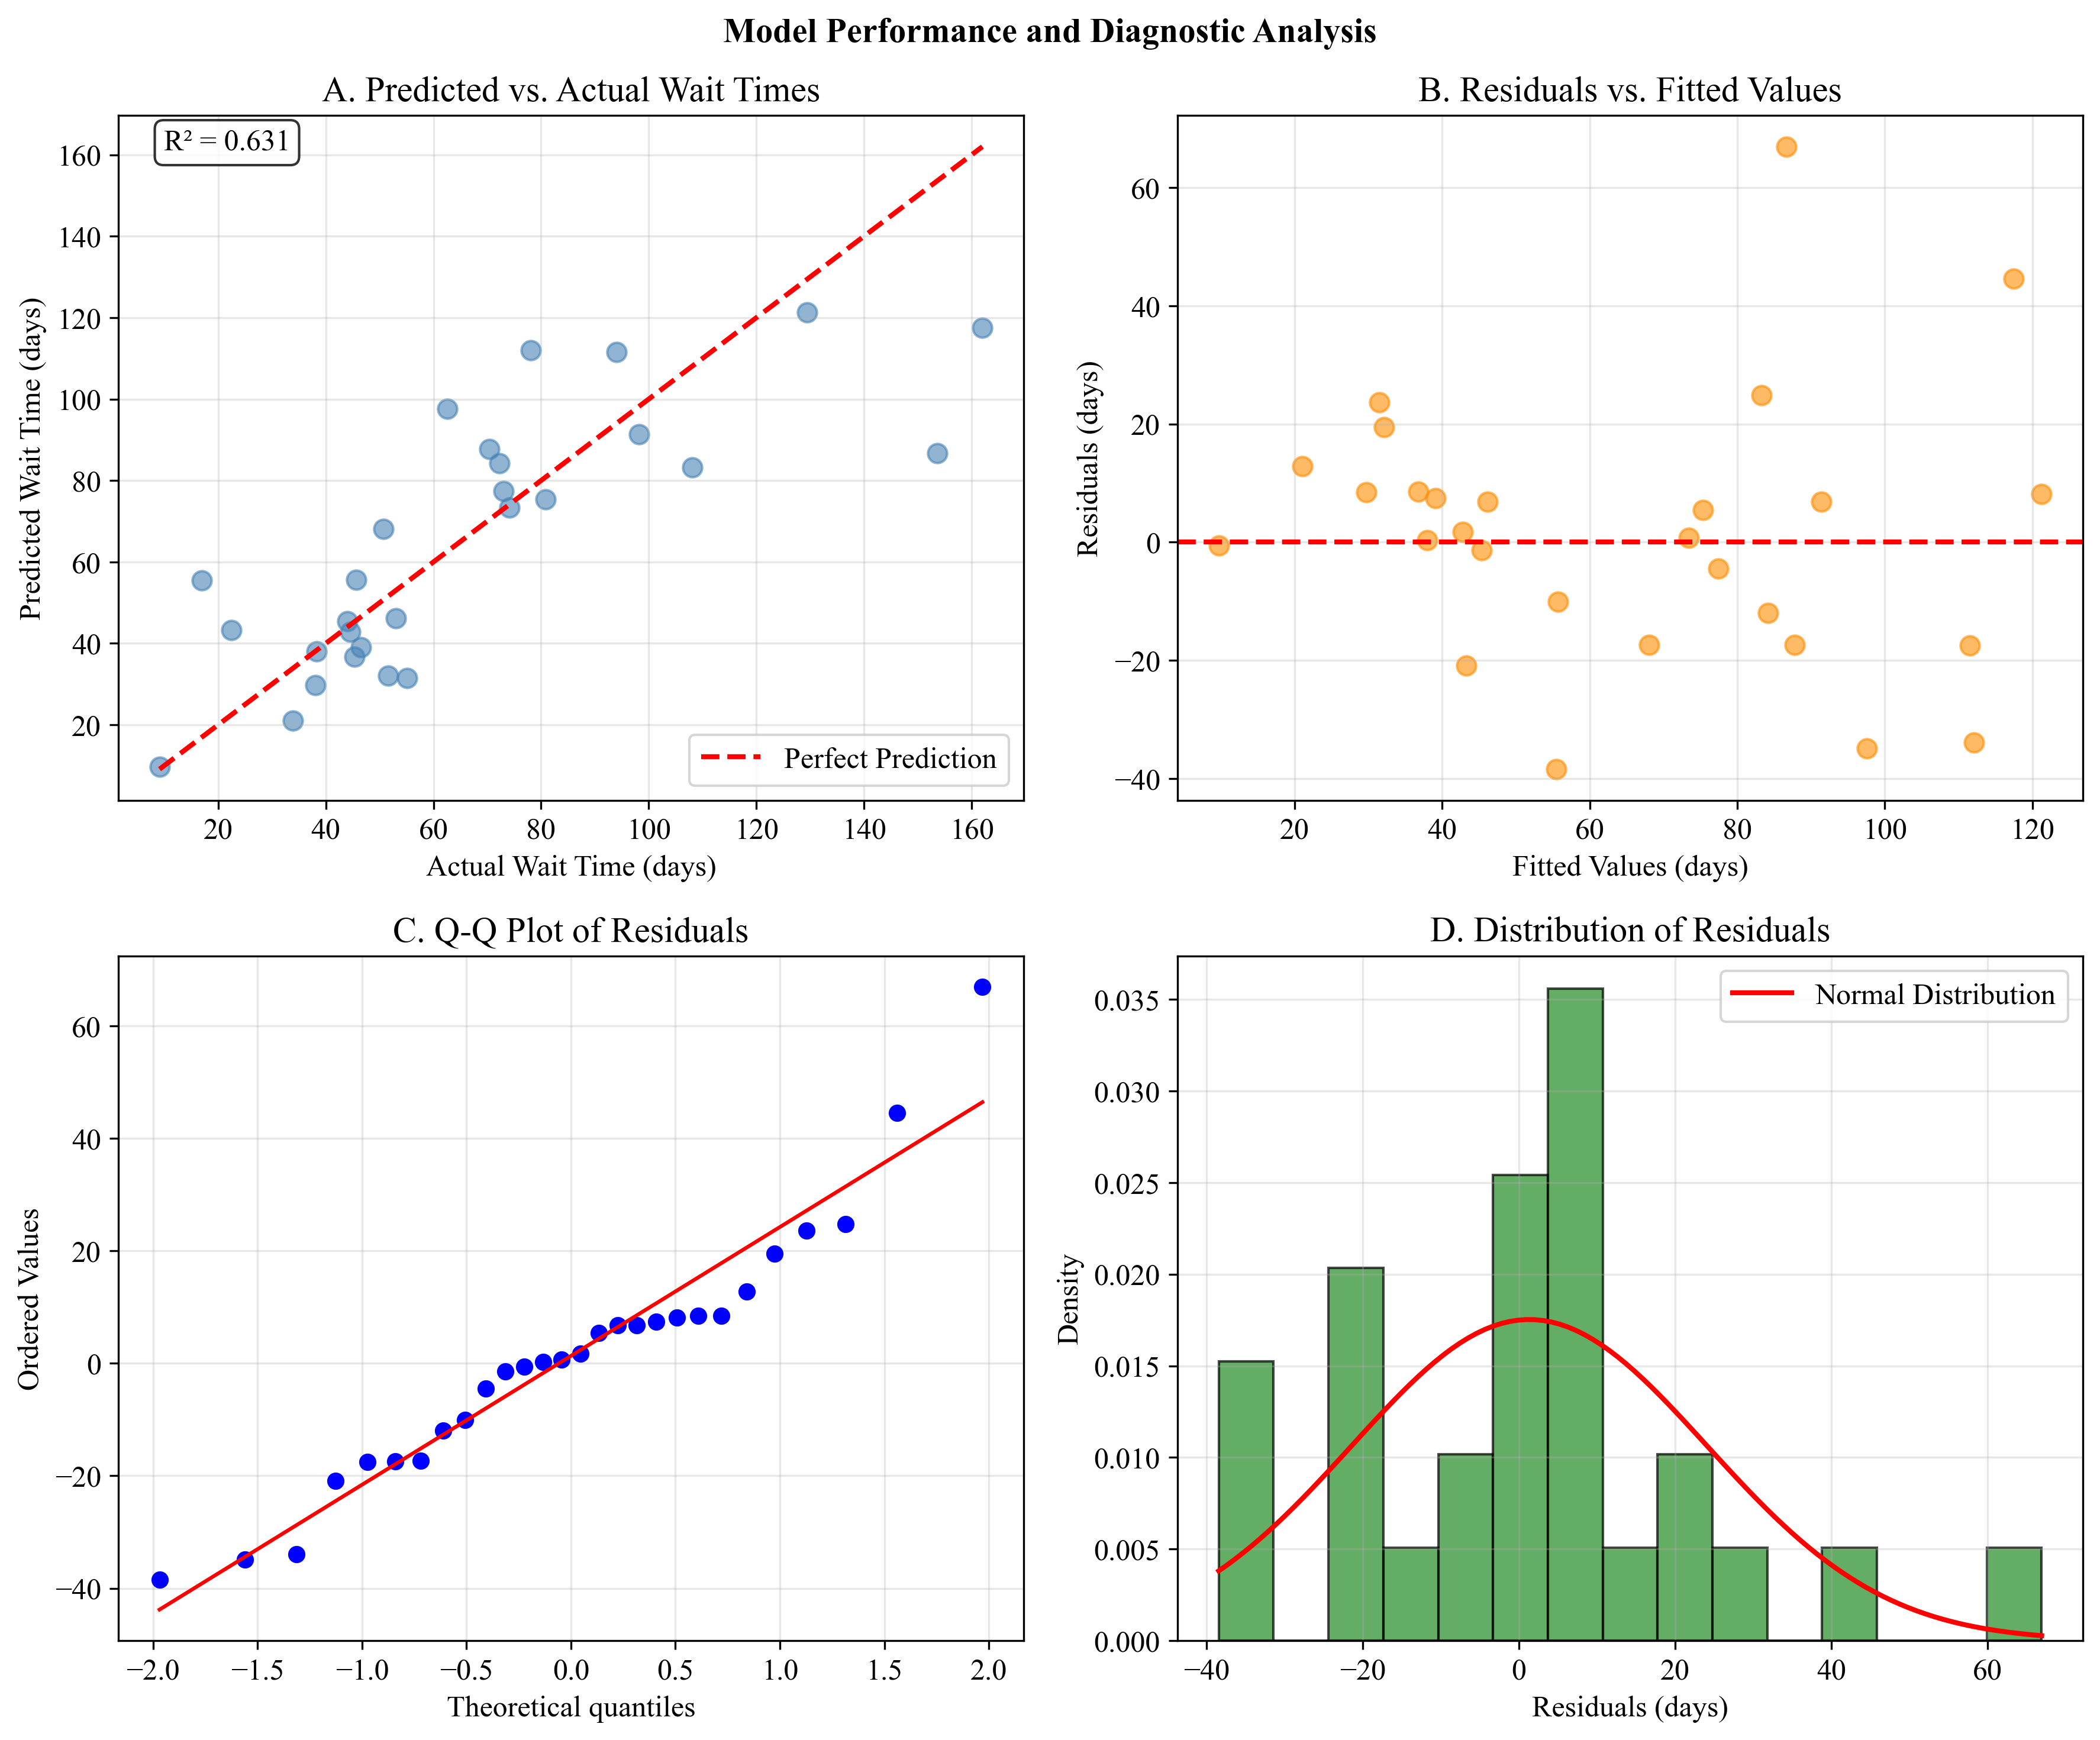 Model Performance and Diagnostic Analysis
A. Predicted vs. Actual Wait Times
R² = 0.631
160
140
120
100
80
60
40
20
Predicted Wait Time (days)
Perfect Prediction
20 40 60 80 100 120 140 160
Actual Wait Time (days)
B. Residuals vs. Fitted Values
60
40
20
0
−20
−40
Residuals (days)
20 40 60 80 100 120
Fitted Values (days)
C. Q-Q Plot of Residuals
60
40
20
0
−20
−40
Ordered Values
−2.0 −1.5 −1.0 −0.5 0.0 0.5 1.0 1.5 2.0
Theoretical quantiles
D. Distribution of Residuals
Normal Distribution
0.035
0.030
0.025
0.020
0.015
0.010
0.005
0.000
Density
−40 −20 0 20 40 60
Residuals (days)